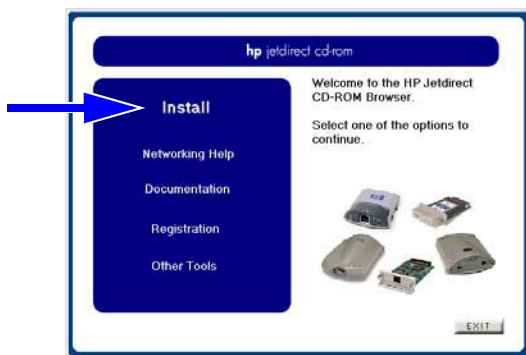 hp jetdirect cd-rom
Install
Networking Help
Documentation
Registration
Other Tools
Welcome to the HP Jetdirect
CD-ROM Browser.
Select one of the options to
continue.
EXIT